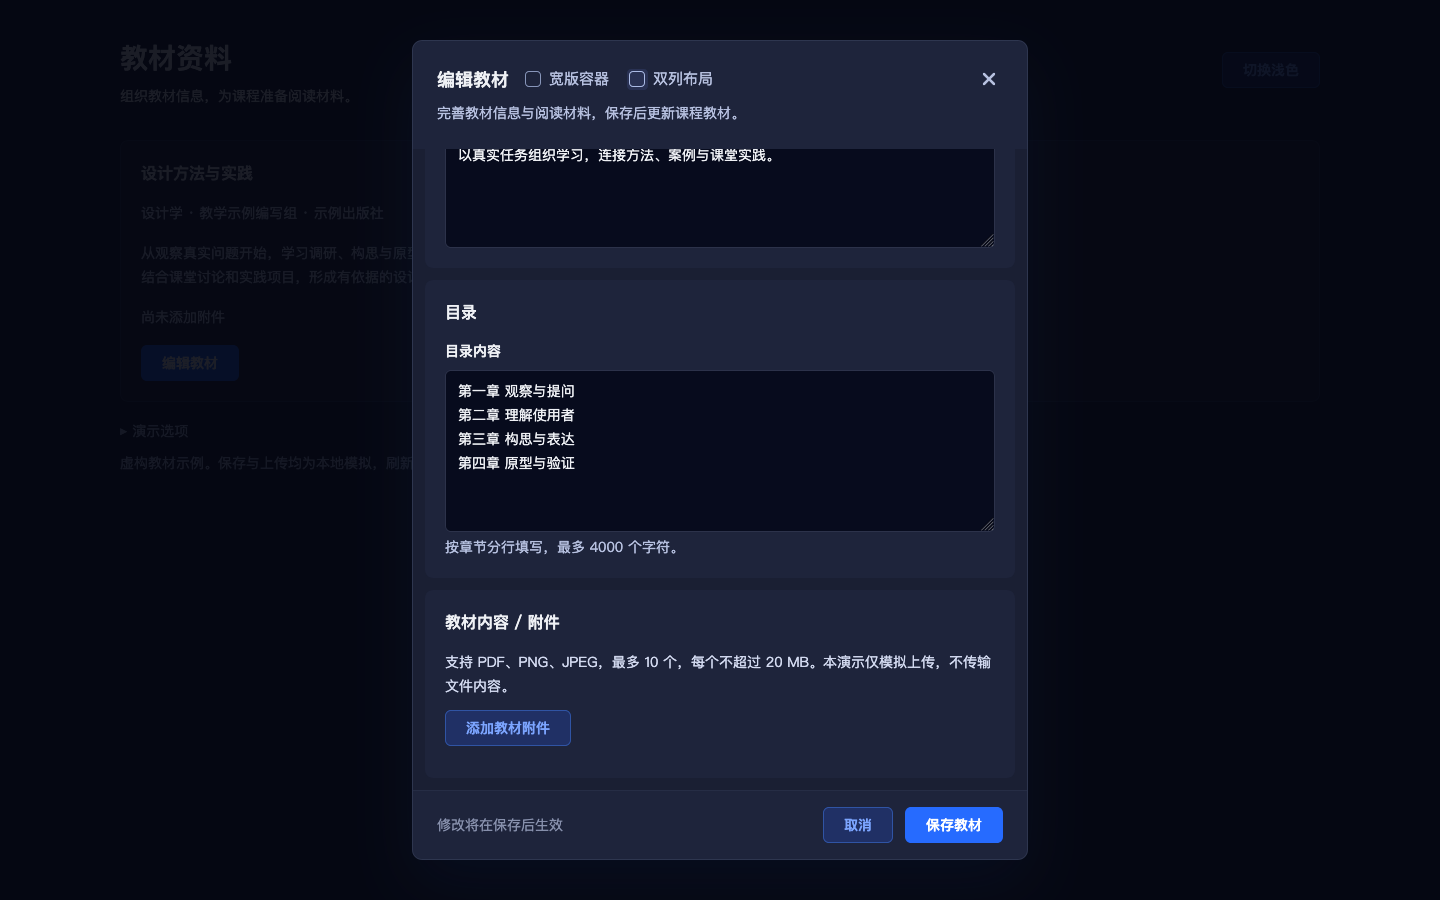 教材资料
组织教材信息，为课程准备阅读材料。
切换浅色
设计方法与实践
设计学 · 教学示例编写组 · 示例出版社
从观察真实问题开始，学习调研、构思与原型
结合课堂讨论和实践项目，形成有依据的设计
尚未添加附件
编辑教材
▸ 演示选项
虚构教材示例。保存与上传均为本地模拟，刷新
编辑教材
宽版容器
双列布局
完善教材信息与阅读材料，保存后更新课程教材。
以真实任务组织学习，连接方法、案例与课堂实践。
目录
目录内容
第一章 观察与提问
第二章 理解使用者
第三章 构思与表达
第四章 原型与验证
按章节分行填写，最多 4000 个字符。
教材内容 / 附件
支持 PDF、PNG、JPEG，最多 10 个，每个不超过 20 MB。本演示仅模拟上传，不传输
文件内容。
添加教材附件
修改将在保存后生效
取消
保存教材